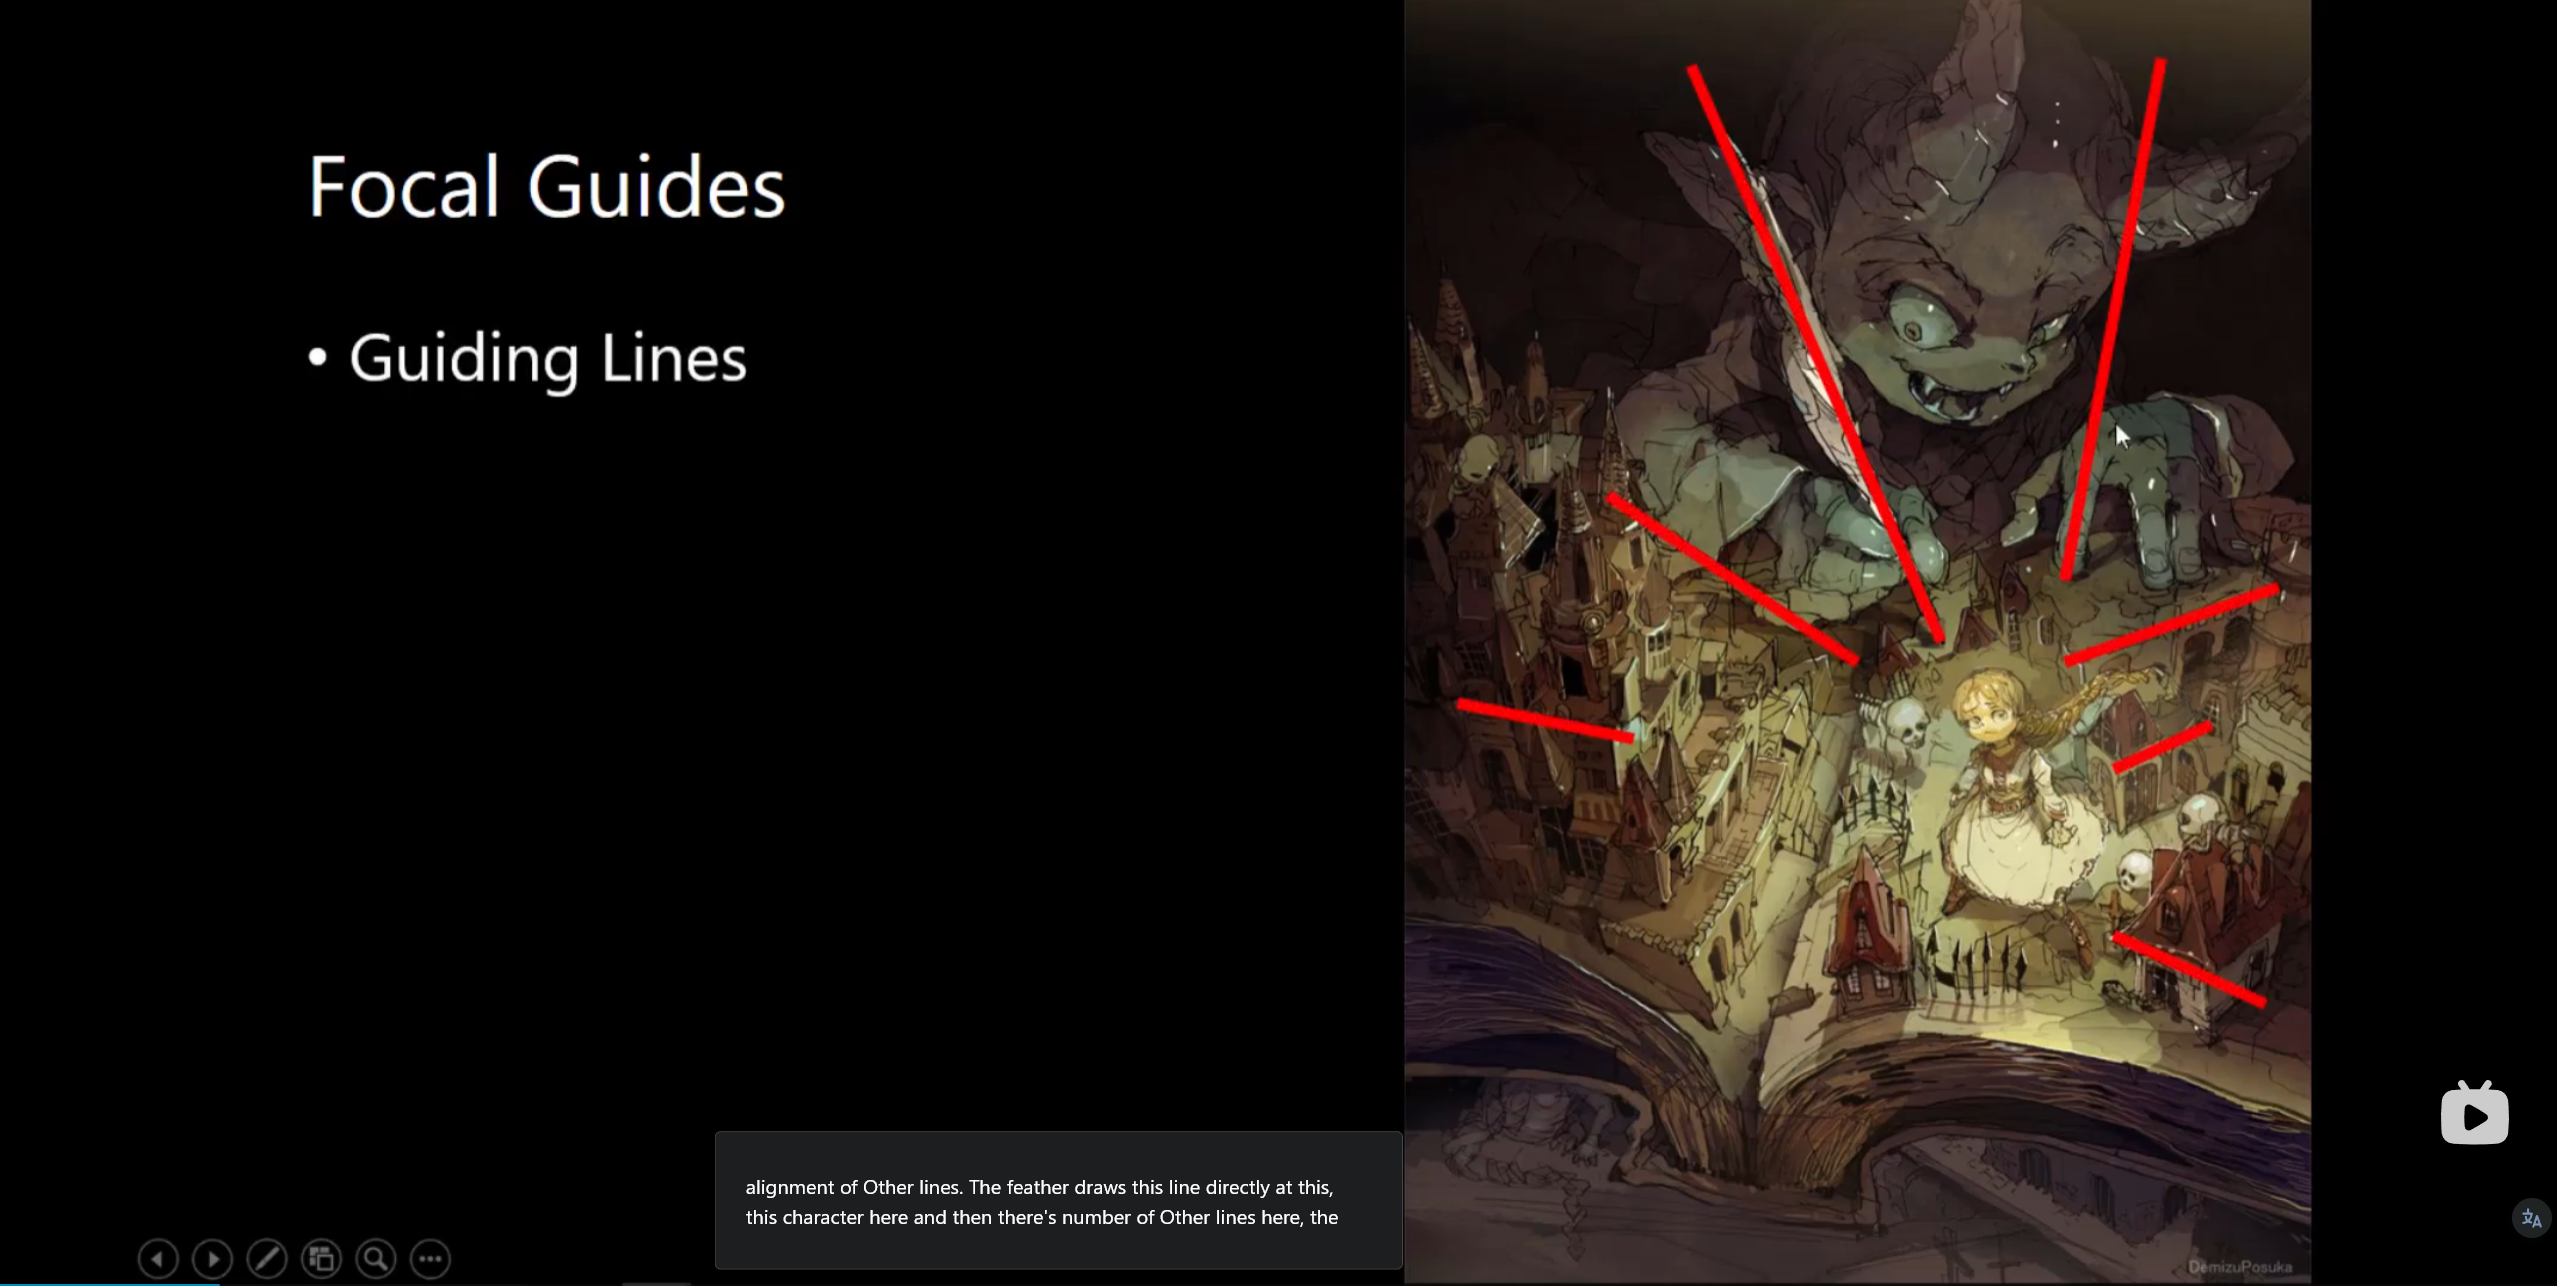 Focal Guides
• Guiding Lines
alignment of Other lines. The feather draws this line directly at this,
this character here and then there's number of Other lines here, the
DemizuPosuka